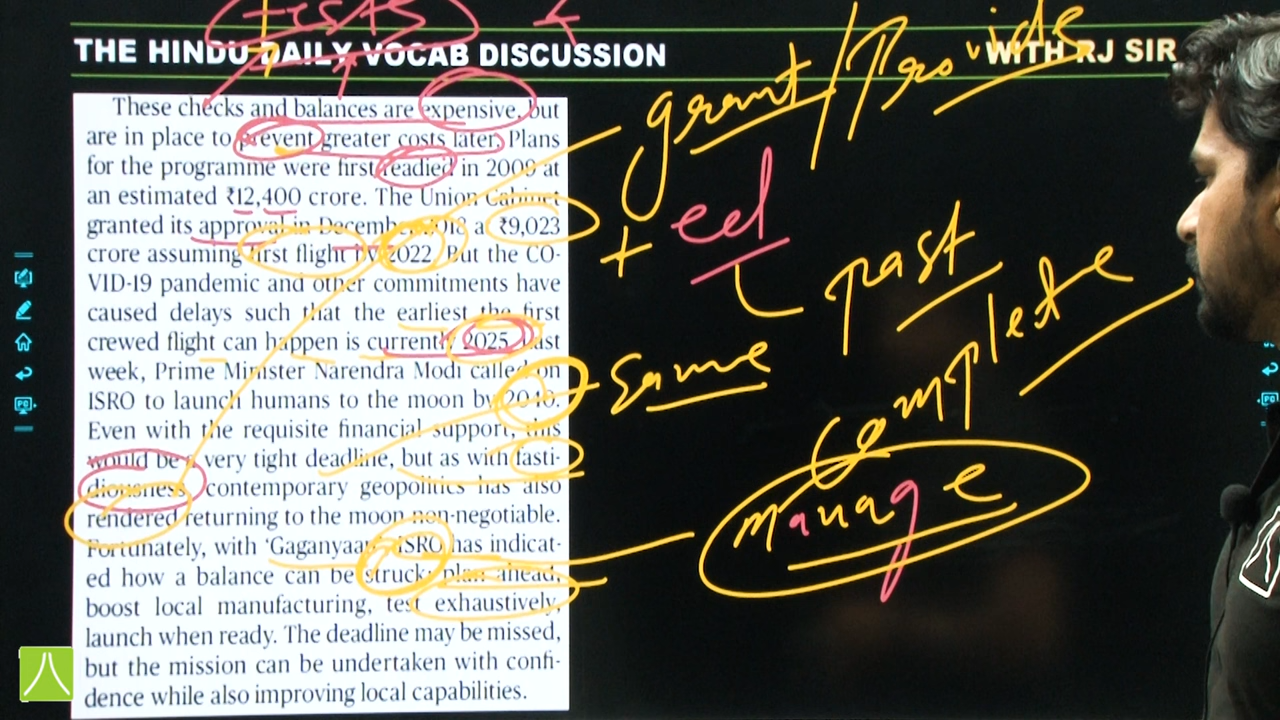 tests
THE HINDU DAILY VOCAB DISCUSSION
WITH RJ SIR
These checks and balances are expensive, but
are in place to prevent greater costs later. Plans
for the programme were first readied in 2009 at
an estimated ₹12,400 crore. The Union Cabinet
granted its approval in December 2018 a ₹9,023
crore assuming first flight by 2022. But the CO-
VID-19 pandemic and other commitments have
caused delays such that the earliest the first
crewed flight can happen is currently 2025. Last
week, Prime Minister Narendra Modi called on
ISRO to launch humans to the moon by 2040.
Even with the requisite financial support, this
would be a very tight deadline, but as with fasti-
diousness, contemporary geopolitics has also
rendered returning to the moon non-negotiable.
Fortunately, with ‘Gaganyaan’, ISRO has indicat-
ed how a balance can be struck: plan ahead,
boost local manufacturing, test exhaustively,
launch when ready. The deadline may be missed,
but the mission can be undertaken with confi-
dence while also improving local capabilities.
grant/Provide
+ ed
past
Same
Complete
manage